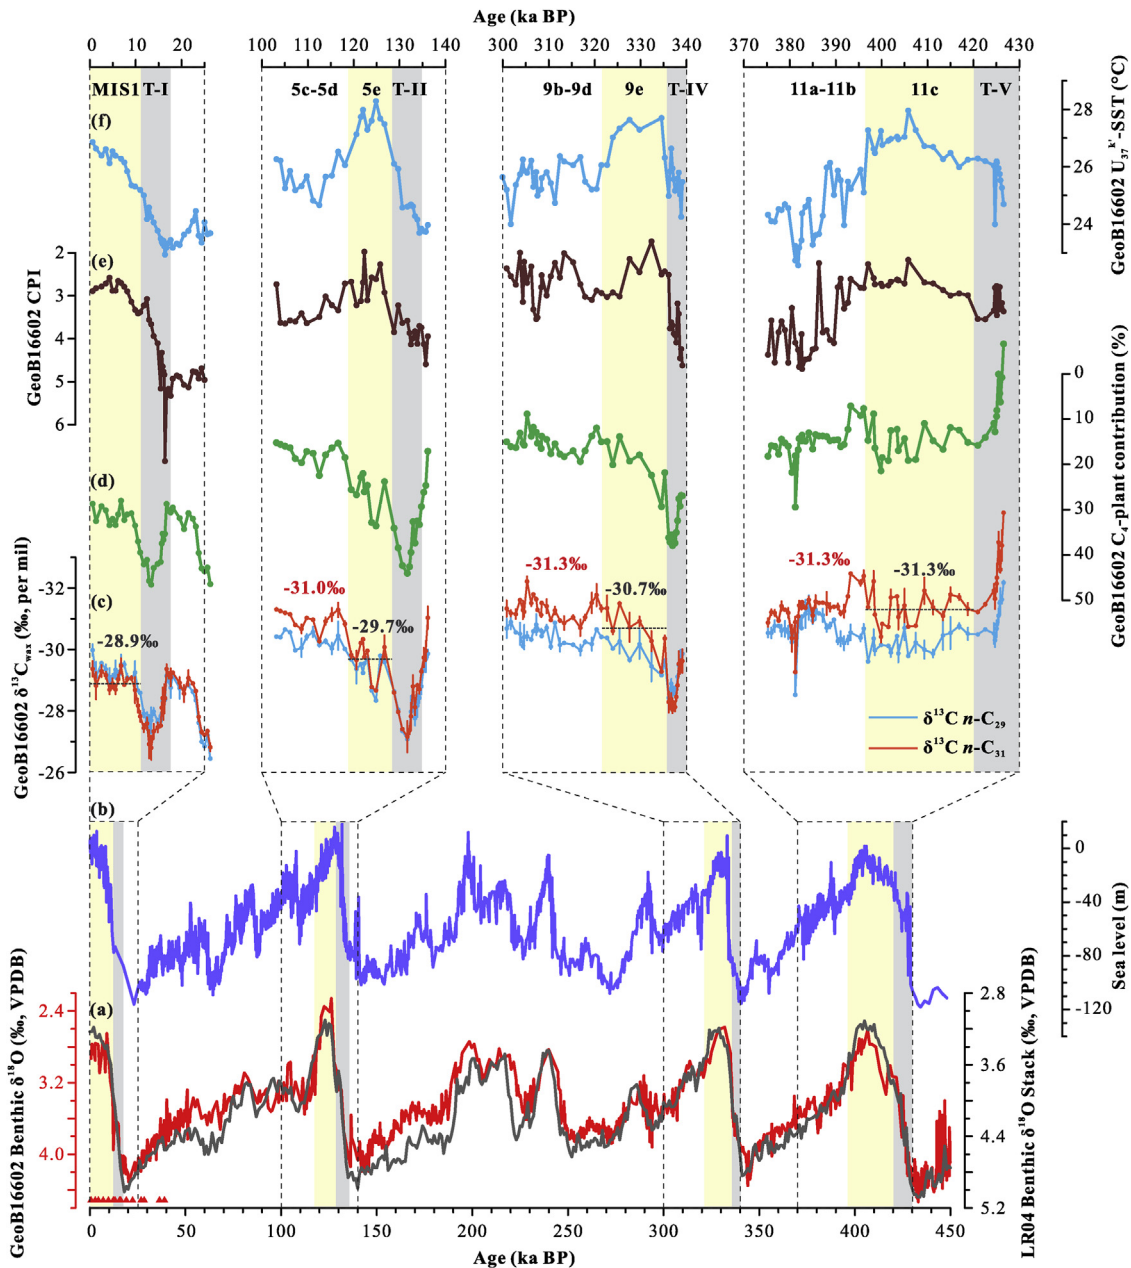 Age (ka BP)
0 10 20 100 110 120 130 140 300 310 320 330 340 370 380 390 400 410 420 430
MIS1 T-I 5c-5d 5e T-II 9b-9d 9e T-IV 11a-11b 11c T-V
(f)
28
26
24
GeoB16602 U37K'-SST (°C)
(e)
2
3
4
5
6
GeoB16602 CPI
(d)
0
10
20
30
40
50
GeoB16602 C4-plant contribution (%)
(c)
-32
-30
-28
-26
GeoB16602 δ13Cwax (‰, per mil)
-28.9‰
-31.0‰
-29.7‰
-31.3‰
-30.7‰
-31.3‰
-31.3‰
δ13C n-C29
δ13C n-C31
(b)
0
-40
-80
-120
Sea level (m)
(a)
2.4
3.2
4.0
GeoB16602 Benthic δ18O (‰, VPDB)
2.8
3.6
4.4
5.2
LR04 Benthic δ18O Stack (‰, VPDB)
0 50 100 150 200 250 300 350 400 450
Age (ka BP)